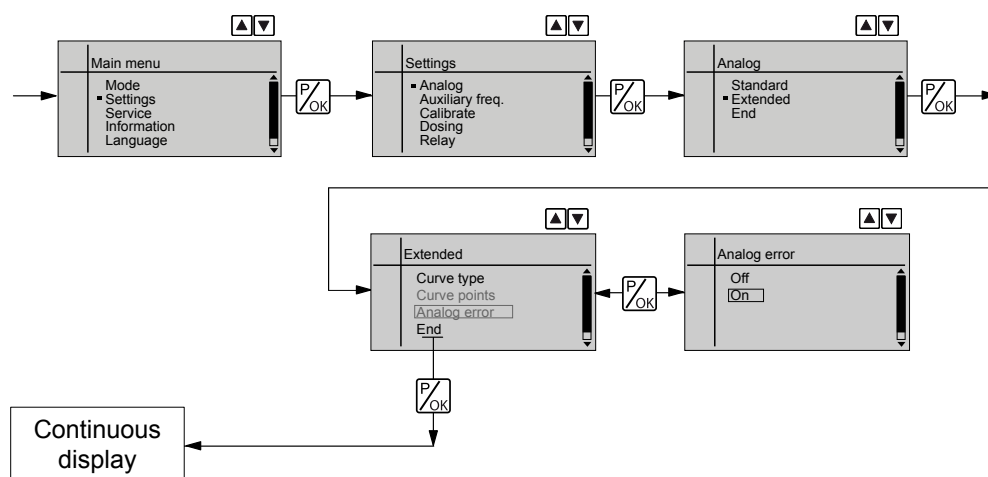 Main menu
Mode
Settings
Service
Information
Language
P/OK
Settings
Analog
Auxiliary freq.
Calibrate
Dosing
Relay
P/OK
Analog
Standard
Extended
End
P/OK
Extended
Curve type
Curve points
Analog error
End
P/OK
Analog error
Off
On
P/OK
Continuous
display